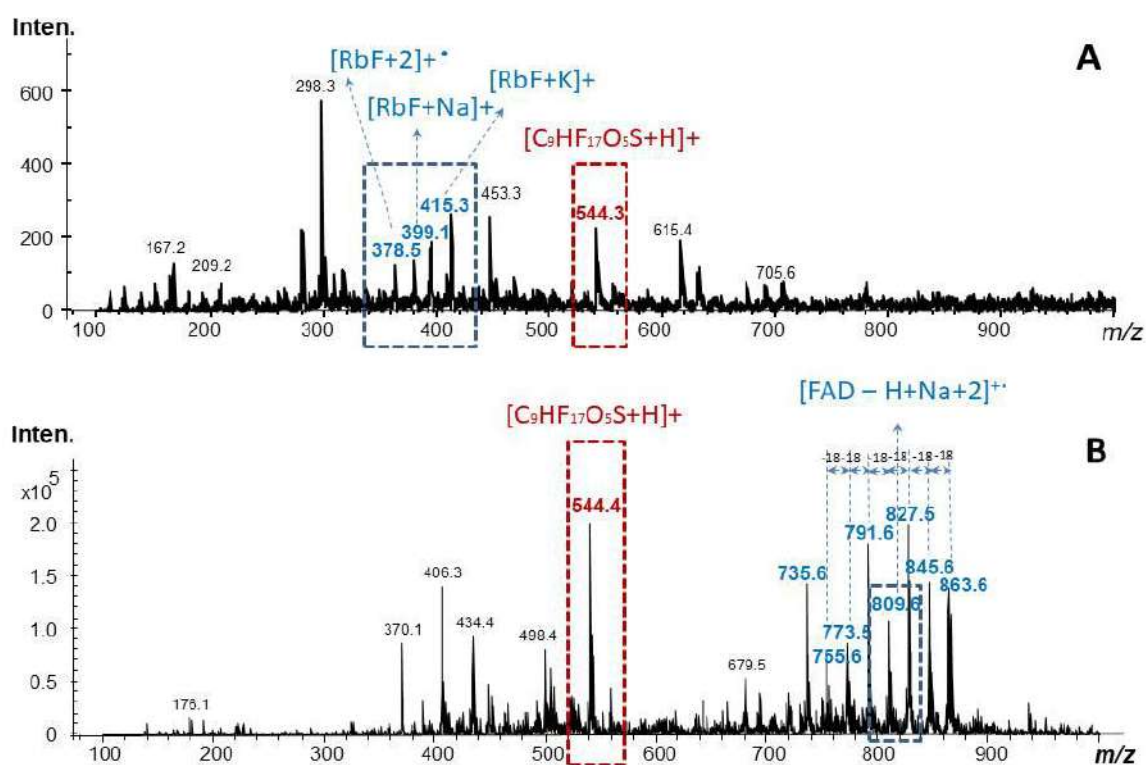 Inten.
A
[RbF+2]+•
[RbF+K]+
[RbF+Na]+
[C₉HF₁₇O₅S+H]+
600
400
200
0
298.3
167.2
209.2
378.5
399.1
415.3
453.3
544.3
615.4
705.6
100 200 300 400 500 600 700 800 900
m/z
[FAD – H+Na+2]+·
[C₉HF₁₇O₅S+H]+
Inten.
B
x10⁵
2.0
1.5
1.0
0.5
0
-18 -18 -18 -18 -18 -18
176.1
370.1
406.3
434.4
498.4
544.4
679.5
735.6
755.6
773.5
791.6
809.6
827.5
845.6
863.6
100 200 300 400 500 600 700 800 900
m/z